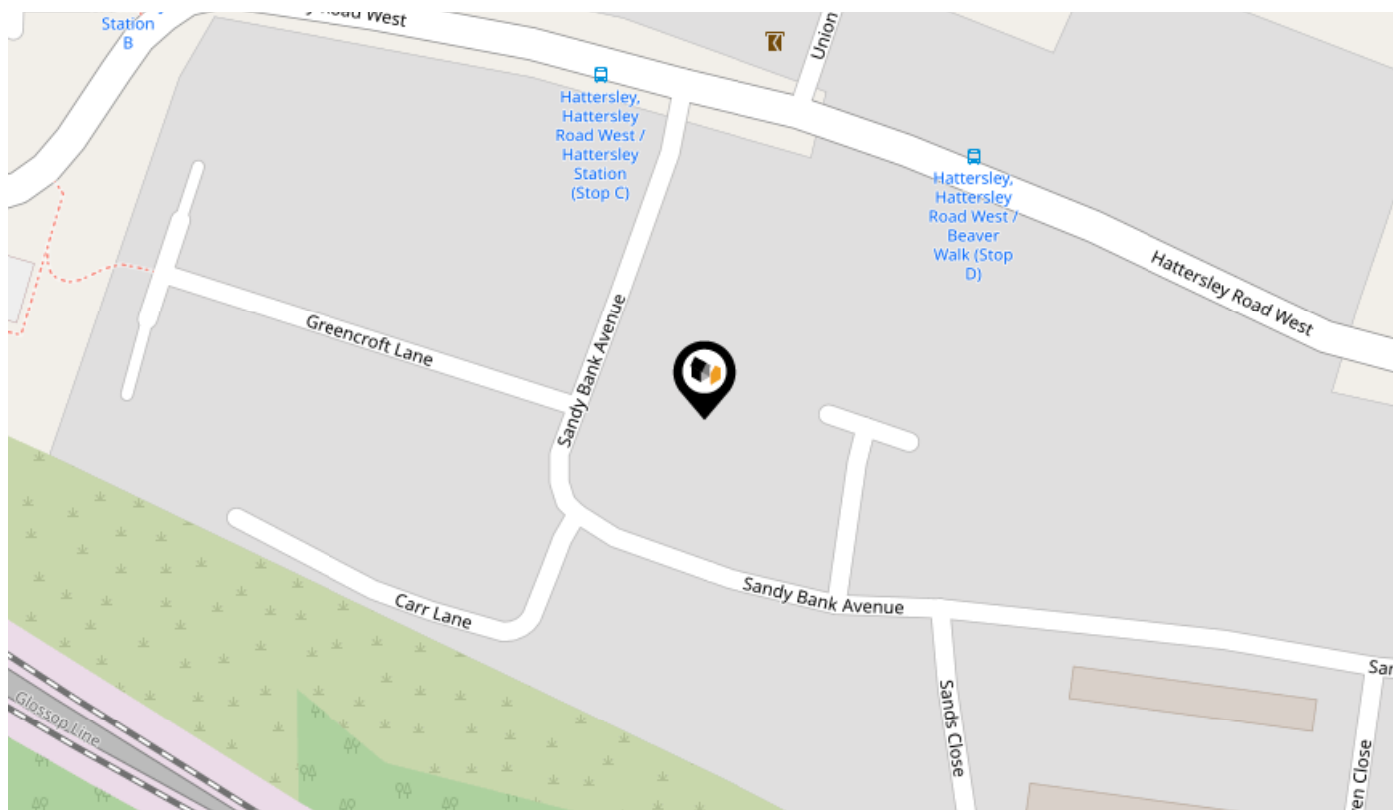 Station
B
Road West
Union
Hattersley,
Hattersley
Road West /
Hattersley
Station
(Stop C)
Hattersley,
Hattersley
Road West /
Beaver
Walk (Stop
D)
Hattersley Road West
Sandy Bank Avenue
Greencroft Lane
Carr Lane
Sandy Bank Avenue
Sands Close
Glossop Line
Close